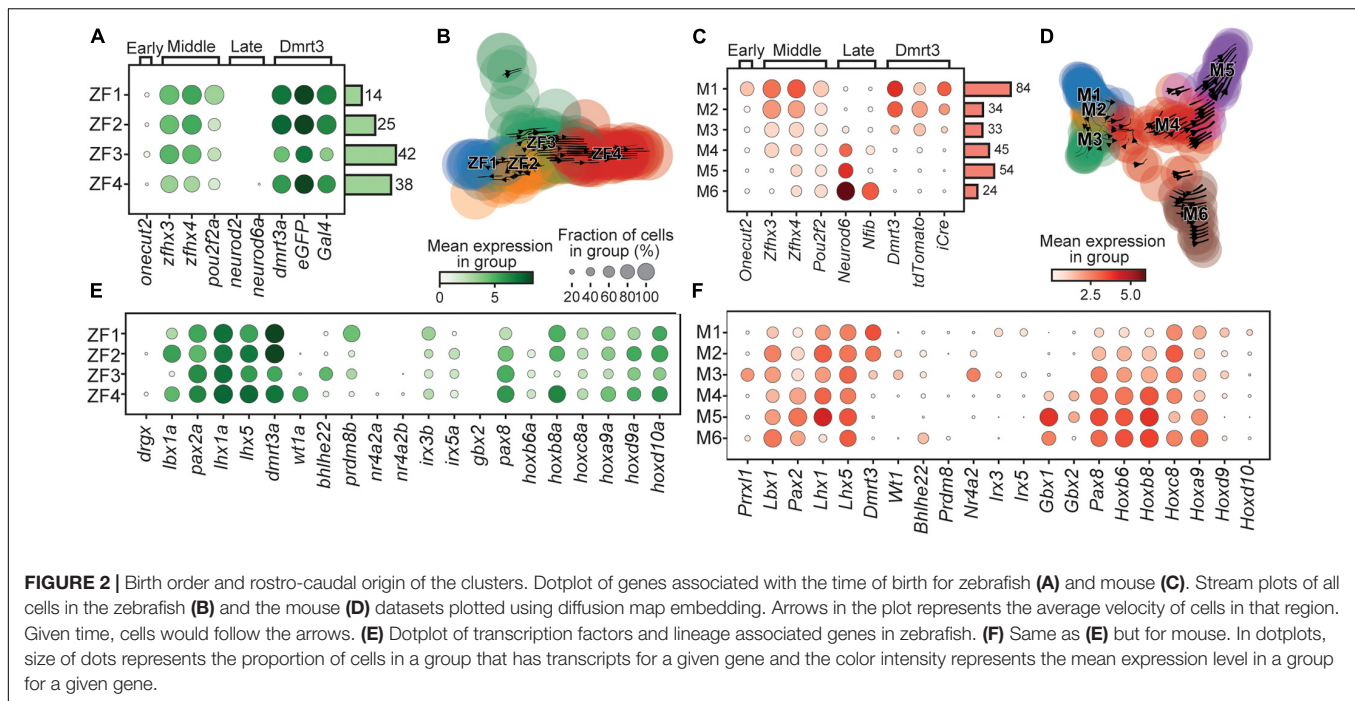 A
Early Middle Late Dmrt3
ZF1 14
ZF2 25
ZF3 42
ZF4 38
onecut2 zfhx3 zfhx4 pou2f2a neurod2 neurod6a dmrt3a eGFP Gal4
B
ZF1 ZF2 ZF3 ZF4
Mean expression in group
0 5
Fraction of cells in group (%)
20 40 60 80 100
C
Early Middle Late Dmrt3
M1 84
M2 34
M3 33
M4 45
M5 54
M6 24
Onecut2 Zfhx3 Zfhx4 Pou2f2 Neurod6 Nfib Dmrt3 tdTomato iCre
D
M1 M2 M3 M4 M5 M6
Mean expression in group
2.5 5.0
E
ZF1
ZF2
ZF3
ZF4
drgx lbx1a pax2a lhx1a lhx5 dmrt3a wt1a bhlhe22 prdm8b nr4a2a nr4a2b irx3b irx5a gbx2 pax8 hoxb6a hoxb8a hoxc8a hoxa9a hoxd9a hoxd10a
F
M1
M2
M3
M4
M5
M6
Prrxl1 Lbx1 Pax2 Lhx1 Lhx5 Dmrt3 Wt1 Bhlhe22 Prdm8 Nr4a2 Irx3 Irx5 Gbx1 Gbx2 Pax8 Hoxb6 Hoxb8 Hoxc8 Hoxa9 Hoxd9 Hoxd10
FIGURE 2 | Birth order and rostro-caudal origin of the clusters. Dotplot of genes associated with the time of birth for zebrafish (A) and mouse (C). Stream plots of all
cells in the zebrafish (B) and the mouse (D) datasets plotted using diffusion map embedding. Arrows in the plot represents the average velocity of cells in that region.
Given time, cells would follow the arrows. (E) Dotplot of transcription factors and lineage associated genes in zebrafish. (F) Same as (E) but for mouse. In dotplots,
size of dots represents the proportion of cells in a group that has transcripts for a given gene and the color intensity represents the mean expression level in a group
for a given gene.